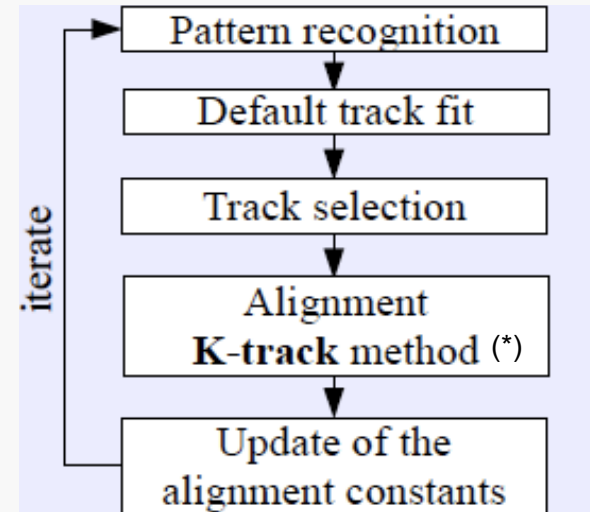 Pattern recognition
Default track fit
Track selection
iterate
Alignment
K-track method (*)
Update of the
alignment constants